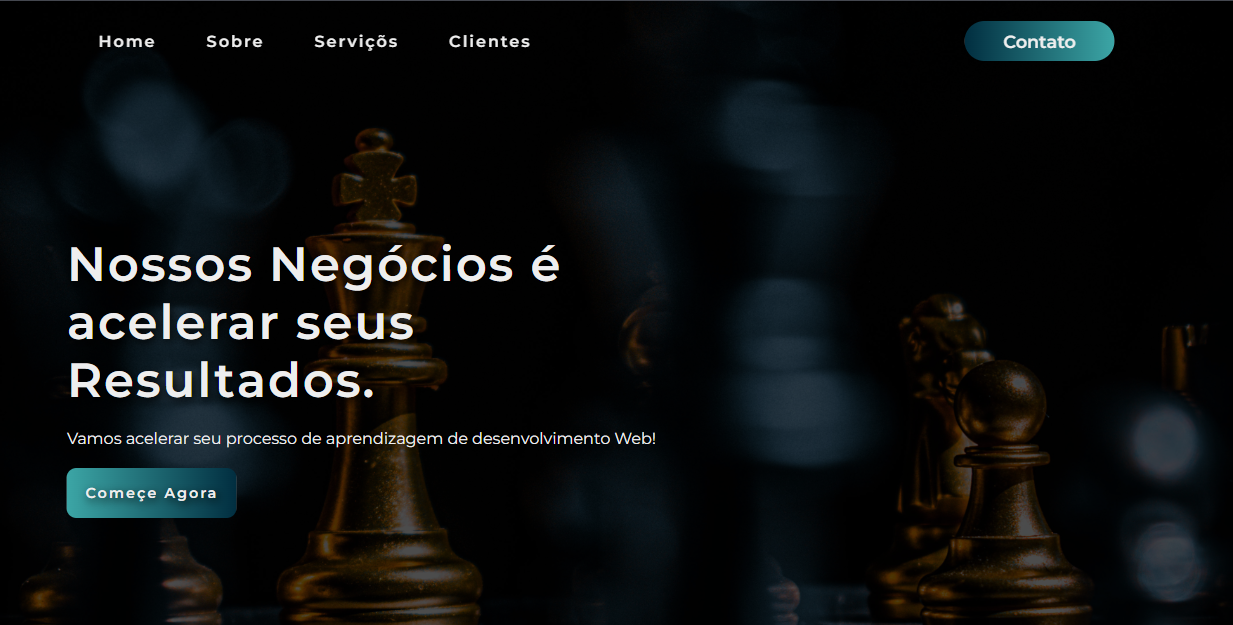 Home Sobre Serviçõs Clientes Contato
Nossos Negócios é
acelerar seus
Resultados.
Vamos acelerar seu processo de aprendizagem de desenvolvimento Web!
Começe Agora